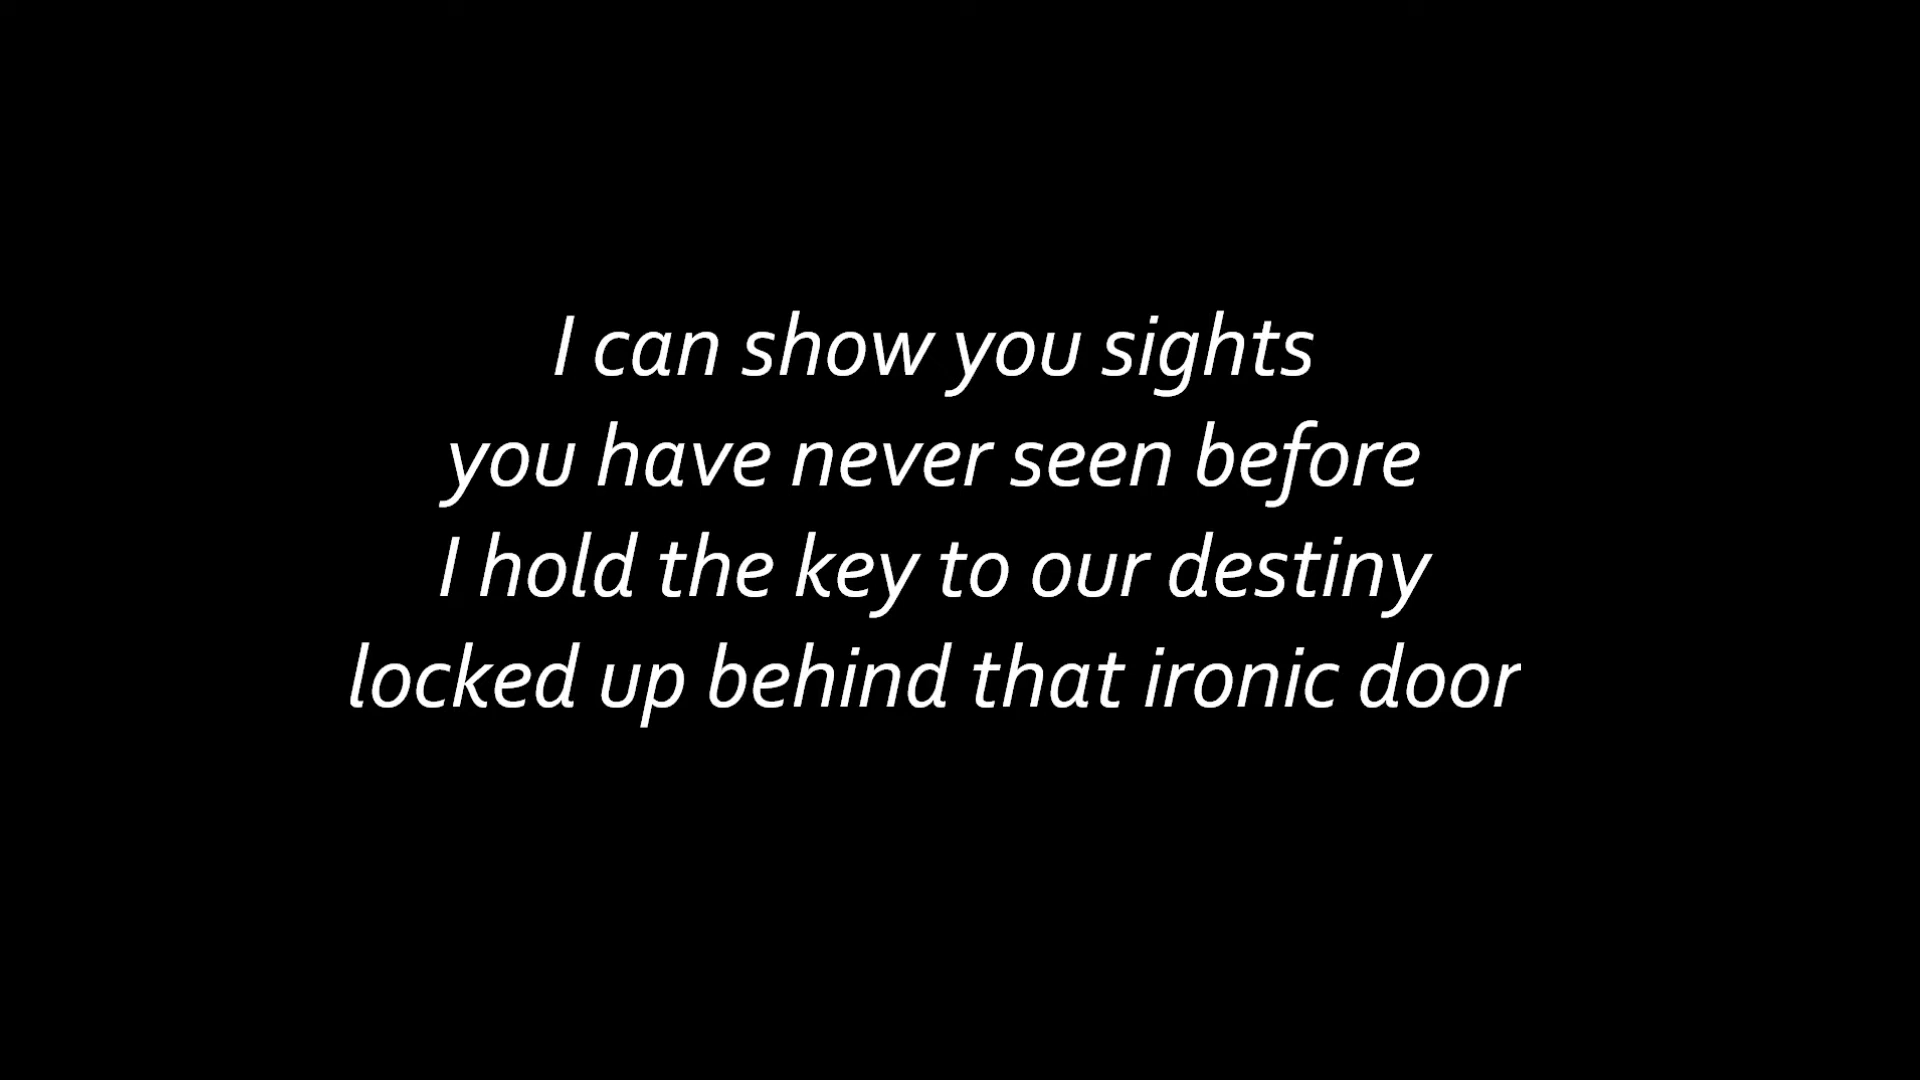 I can show you sights
you have never seen before
I hold the key to our destiny
locked up behind that ironic door